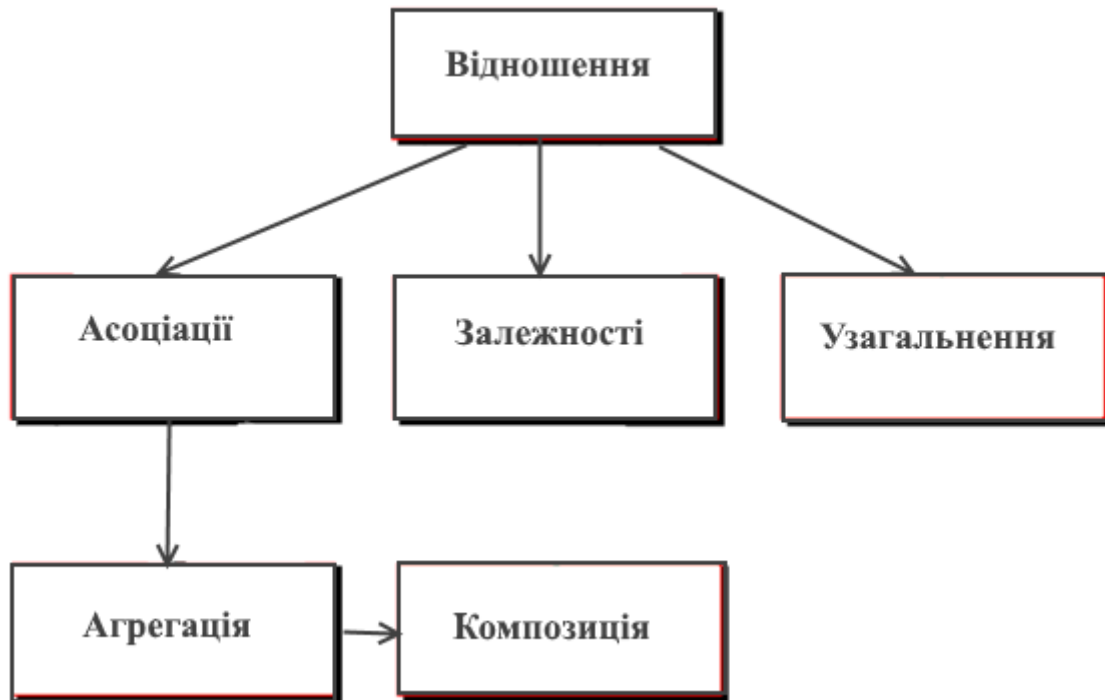 Відношення
Асоціації
Залежності
Узагальнення
Агрегація
Композиція